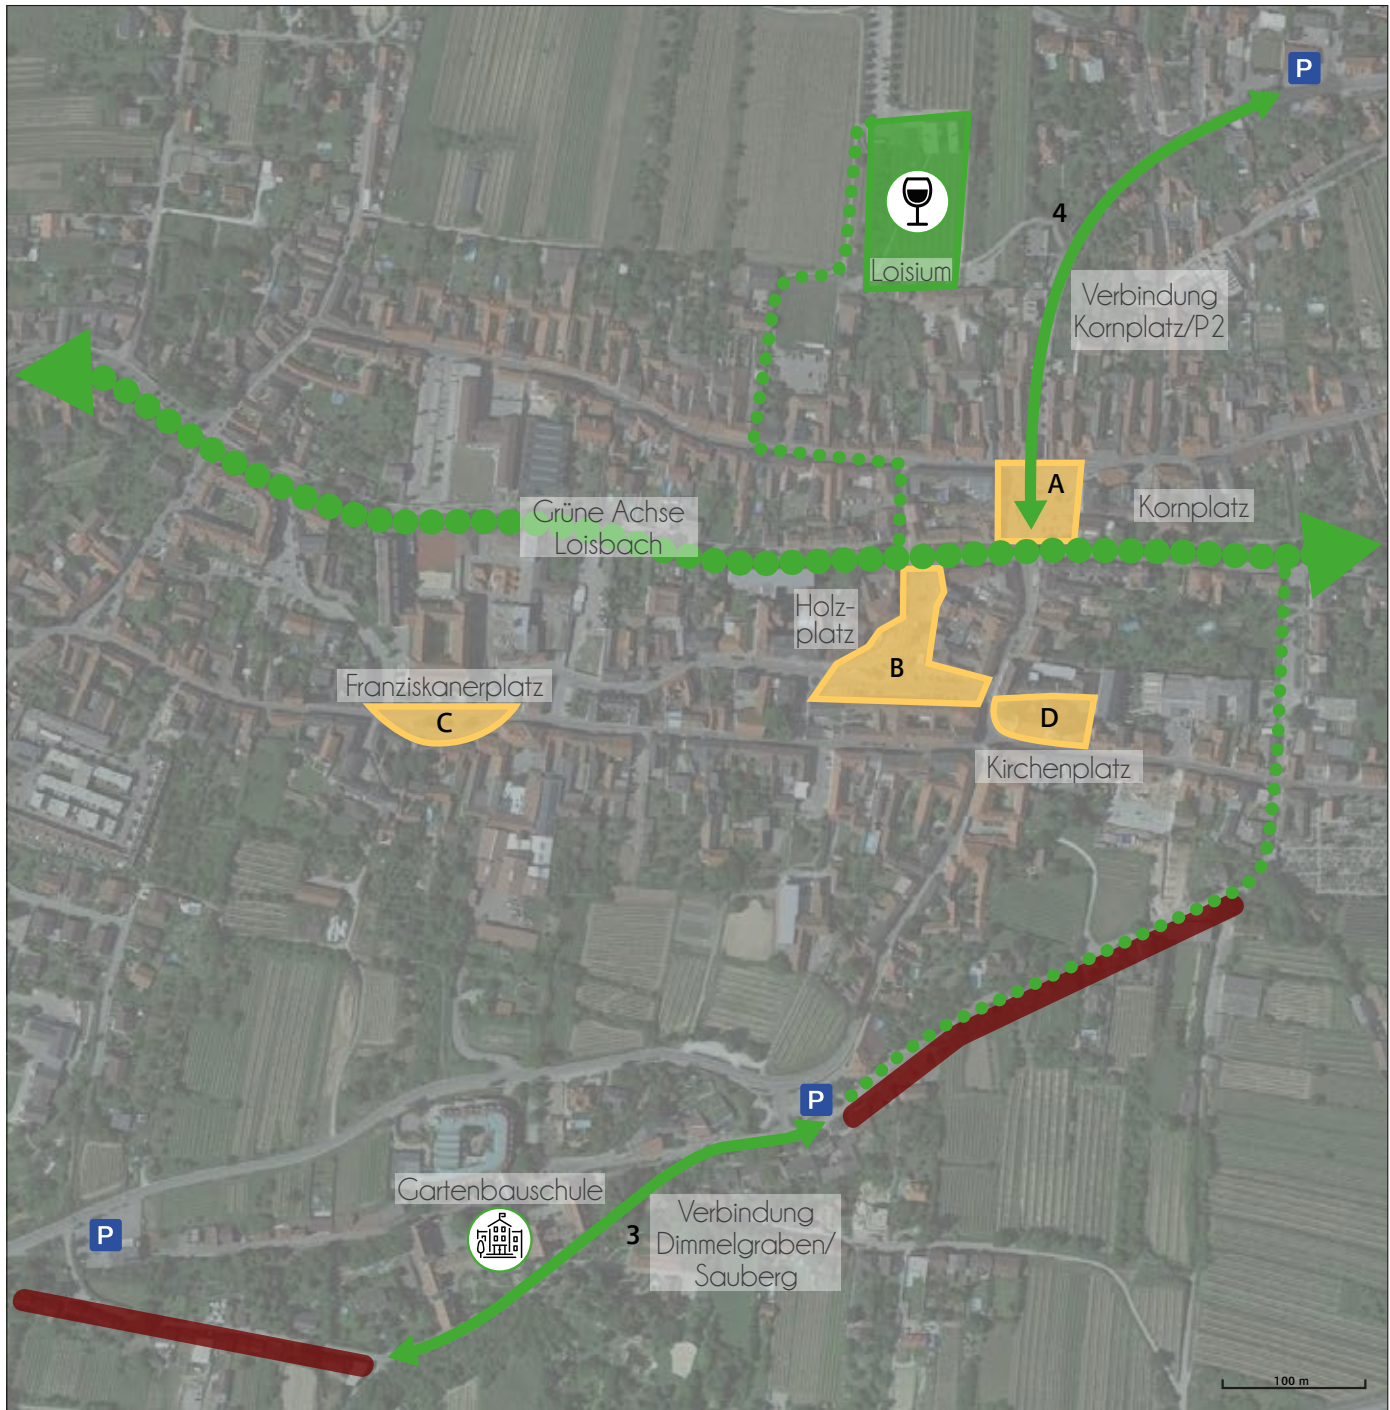 P
Loisium
4
Verbindung
Kornplatz/P2
A
Kornplatz
Grüne Achse
Loisbach
Holz-
platz
B
Franziskanerplatz
C
D
Kirchenplatz
P
Gartenbauschule
P
3
Verbindung
Dimmelgraben/
Sauberg
100 m